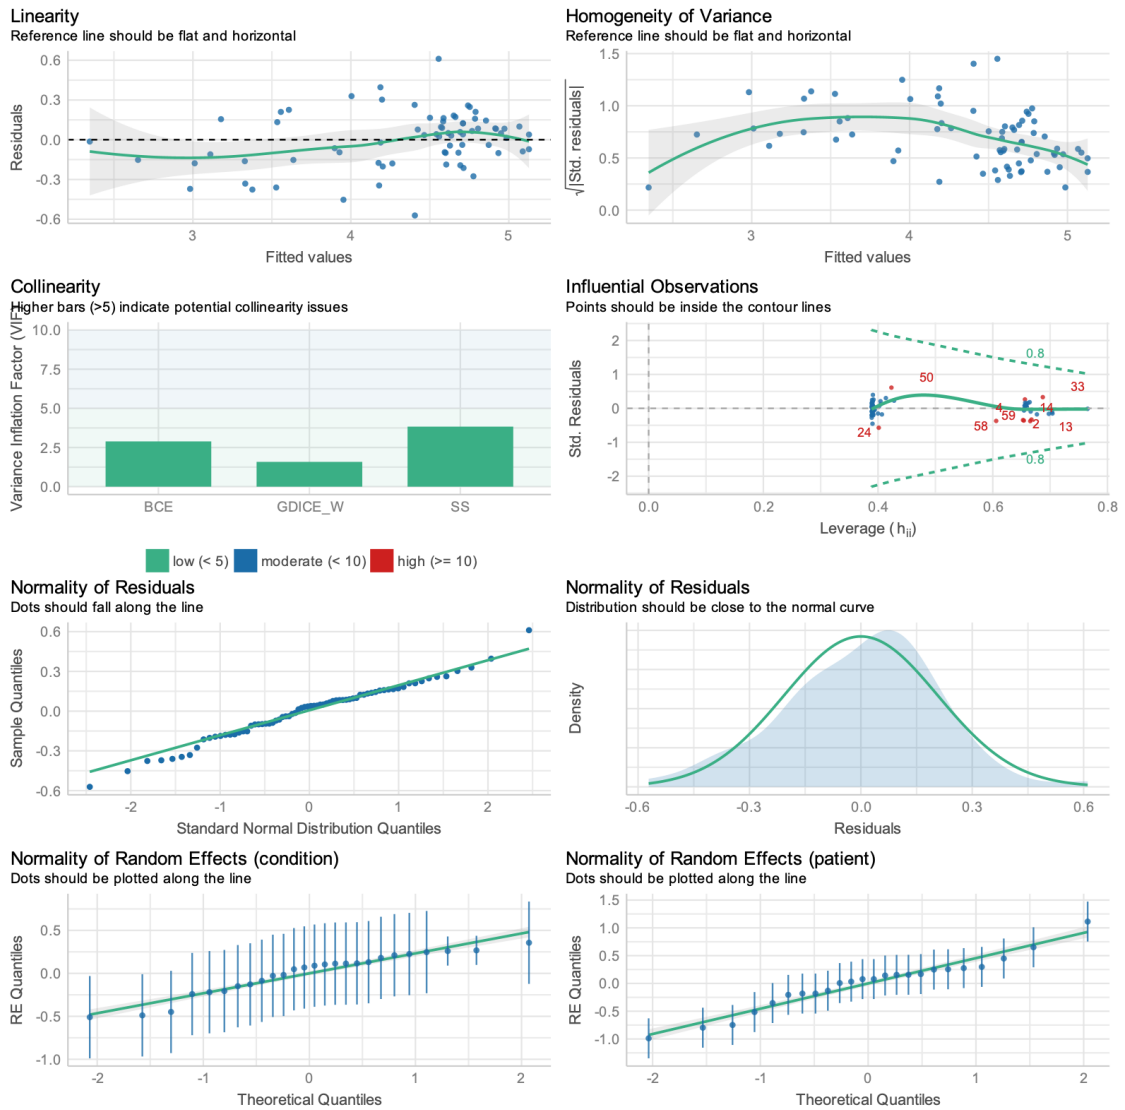 Linearity
Reference line should be flat and horizontal
0.6
0.3
0.0
-0.3
-0.6
Residuals
3
4
5
Fitted values
Homogeneity of Variance
Reference line should be flat and horizontal
1.5
1.0
0.5
0.0
√|Std. residuals|
3
4
5
Fitted values
Collinearity
Higher bars (>5) indicate potential collinearity issues
Variance Inflation Factor (VIF)
10.0
7.5
5.0
2.5
0.0
BCE
GDICE_W
SS
low (< 5)
moderate (< 10)
high (>= 10)
Influential Observations
Points should be inside the contour lines
2
1
0
-1
-2
Std. Residuals
0.8
50
33
4
14
59
24
58
2
13
0.8
0.0
0.2
0.4
0.6
0.8
Leverage (hii)
Normality of Residuals
Dots should fall along the line
0.6
0.3
0.0
-0.3
-0.6
Sample Quantiles
-2
-1
0
1
2
Standard Normal Distribution Quantiles
Normality of Residuals
Distribution should be close to the normal curve
Density
-0.6
-0.3
0.0
0.3
0.6
Residuals
Normality of Random Effects (condition)
Dots should be plotted along the line
0.5
0.0
-0.5
-1.0
RE Quantiles
-2
-1
0
1
2
Theoretical Quantiles
Normality of Random Effects (patient)
Dots should be plotted along the line
1.5
1.0
0.5
0.0
-0.5
-1.0
RE Quantiles
-2
-1
0
1
2
Theoretical Quantiles